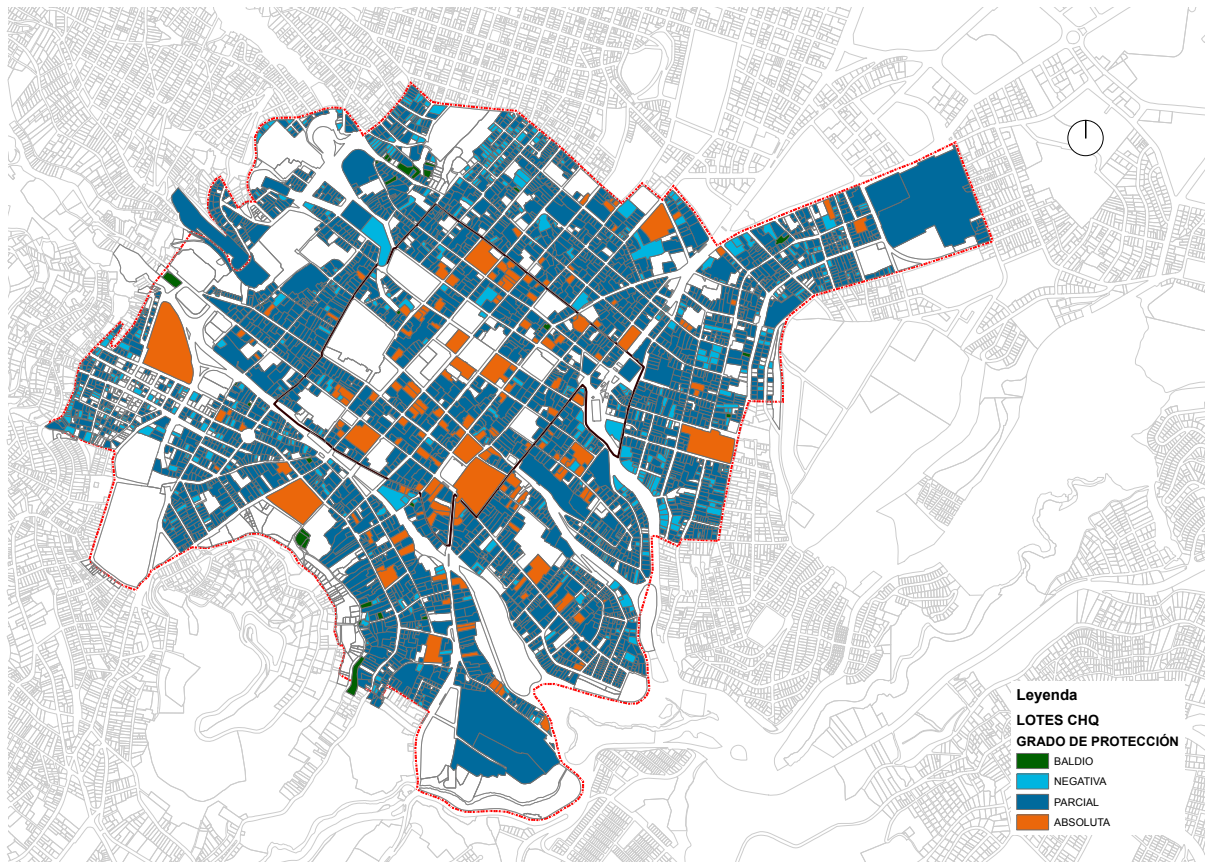 Leyenda
LOTES CHQ
GRADO DE PROTECCIÓN
BALDIO
NEGATIVA
PARCIAL
ABSOLUTA